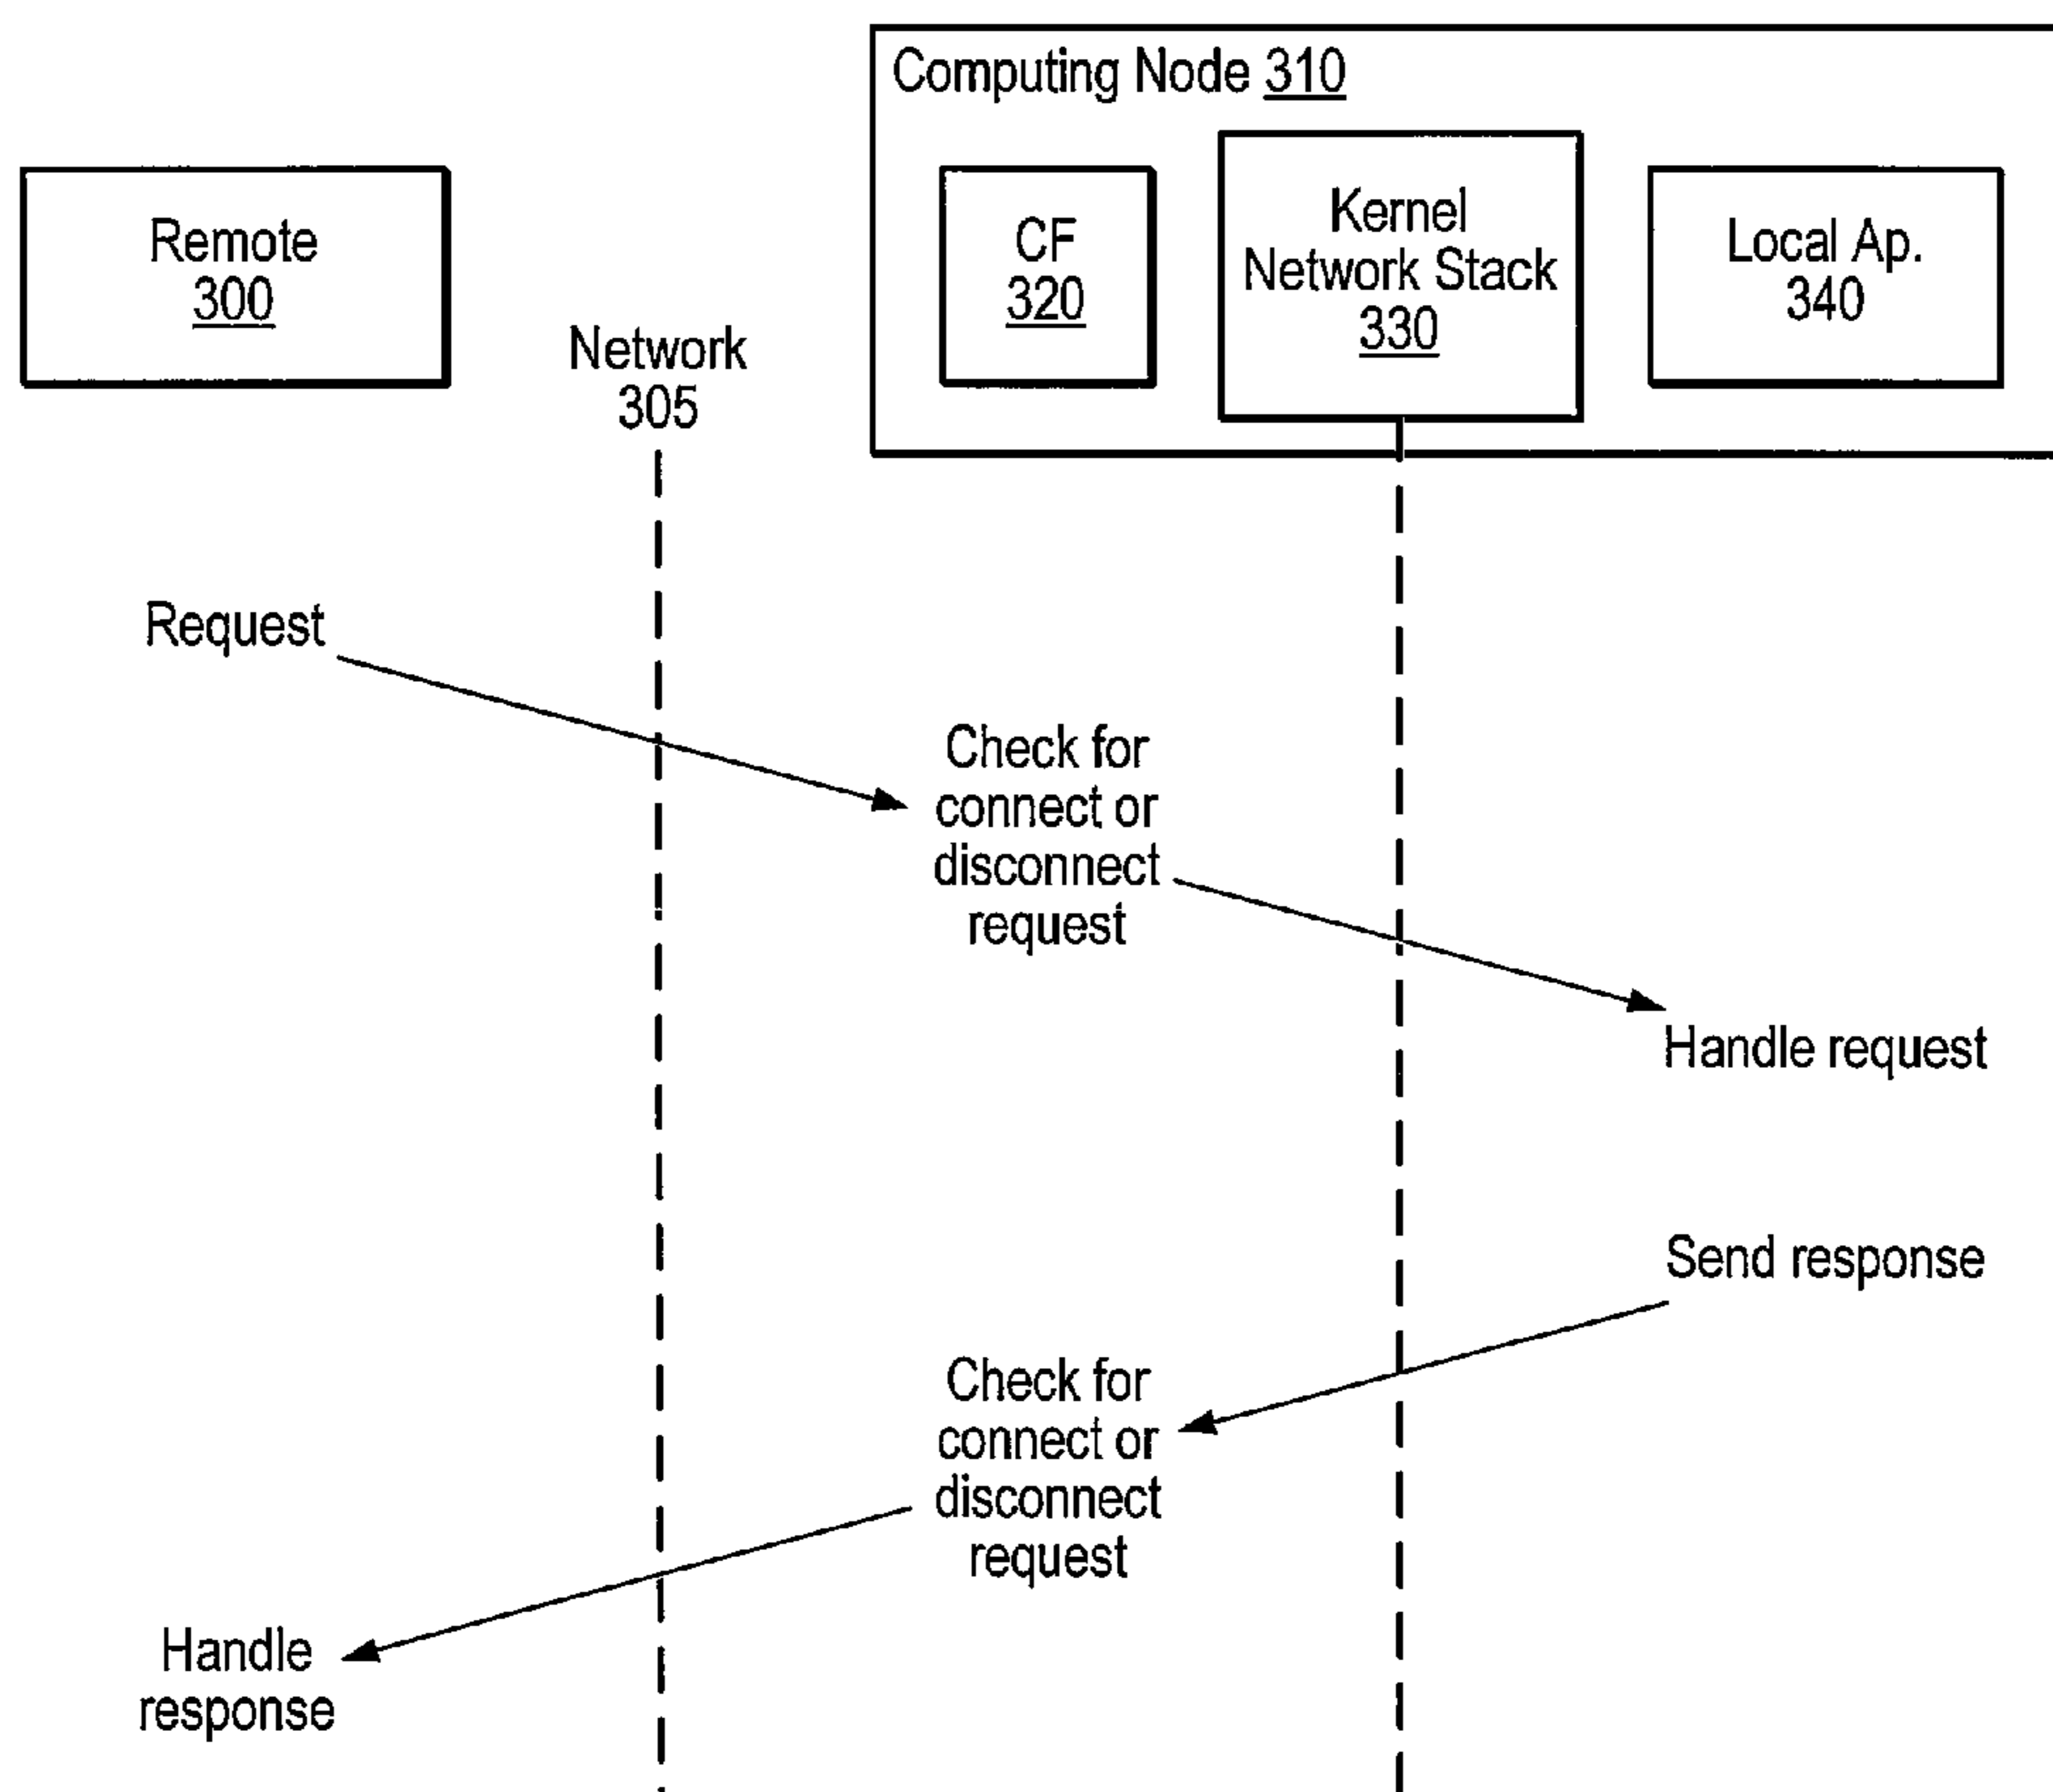 Computing Node 310
Remote
300
Network
305
CF
320
Kernel
Network Stack
330
Local Ap.
340
Request
Check for
connect or
disconnect
request
Handle request
Send response
Check for
connect or
disconnect
request
Handle
response